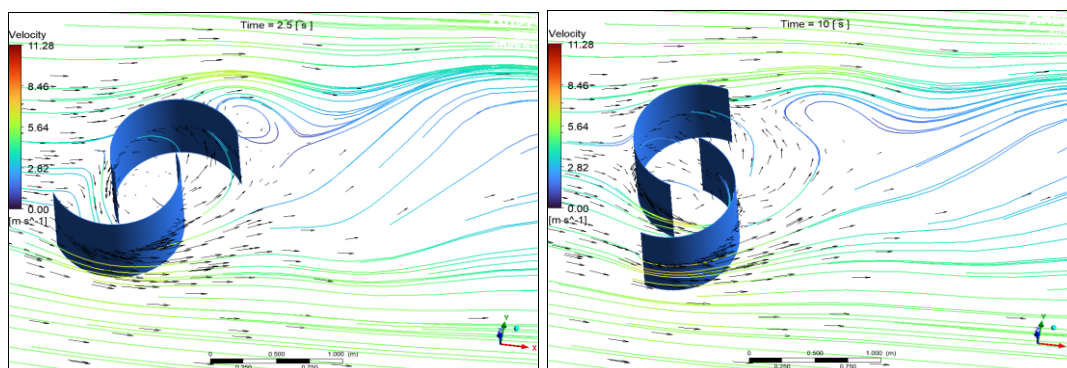 Time = 2.5 [ s ]
Velocity
11.28
8.46
5.64
2.82
0.00
[m s^-1]
Y
X
0 0.500 1.000 (m)
0.250 0.750
Time = 10 [ s ]
Velocity
11.28
8.46
5.64
2.82
0.00
[m s^-1]
Y
X
0 0.500 1.000 (m)
0.250 0.750